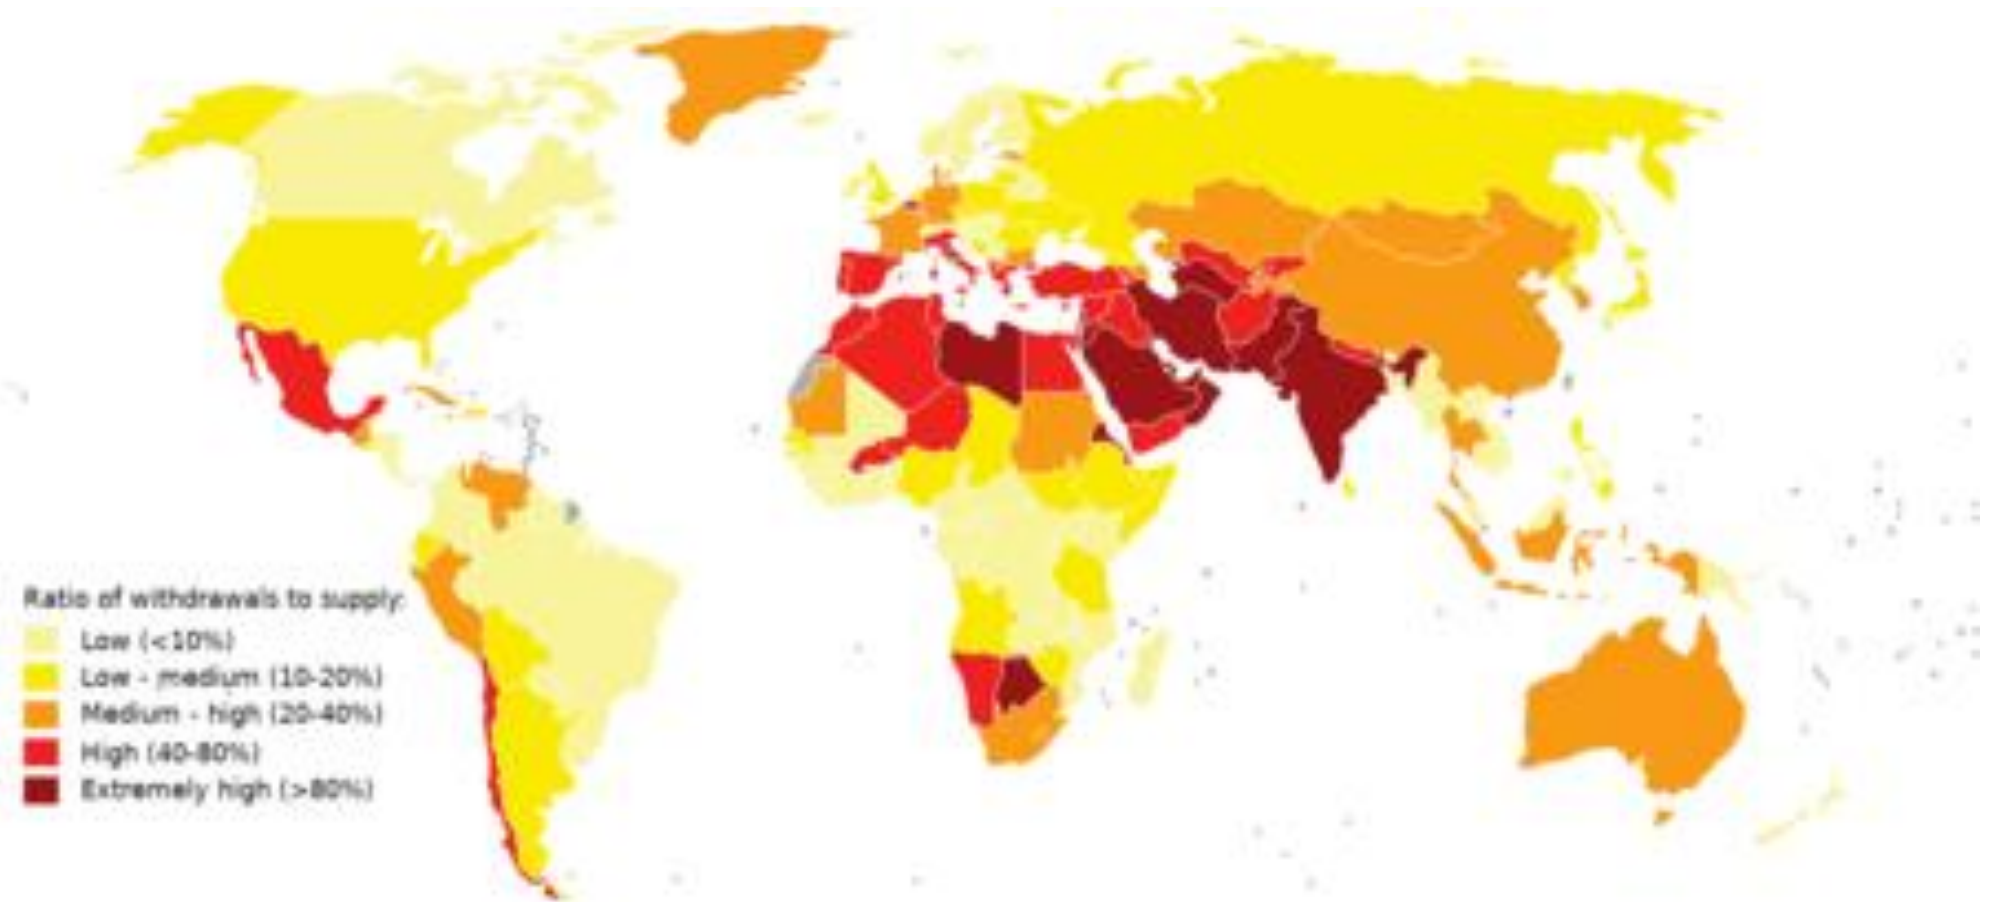 Ratio of withdrawals to supply:
Low (<10%)
Low - medium (10-20%)
Medium - high (20-40%)
High (40-80%)
Extremely high (>80%)